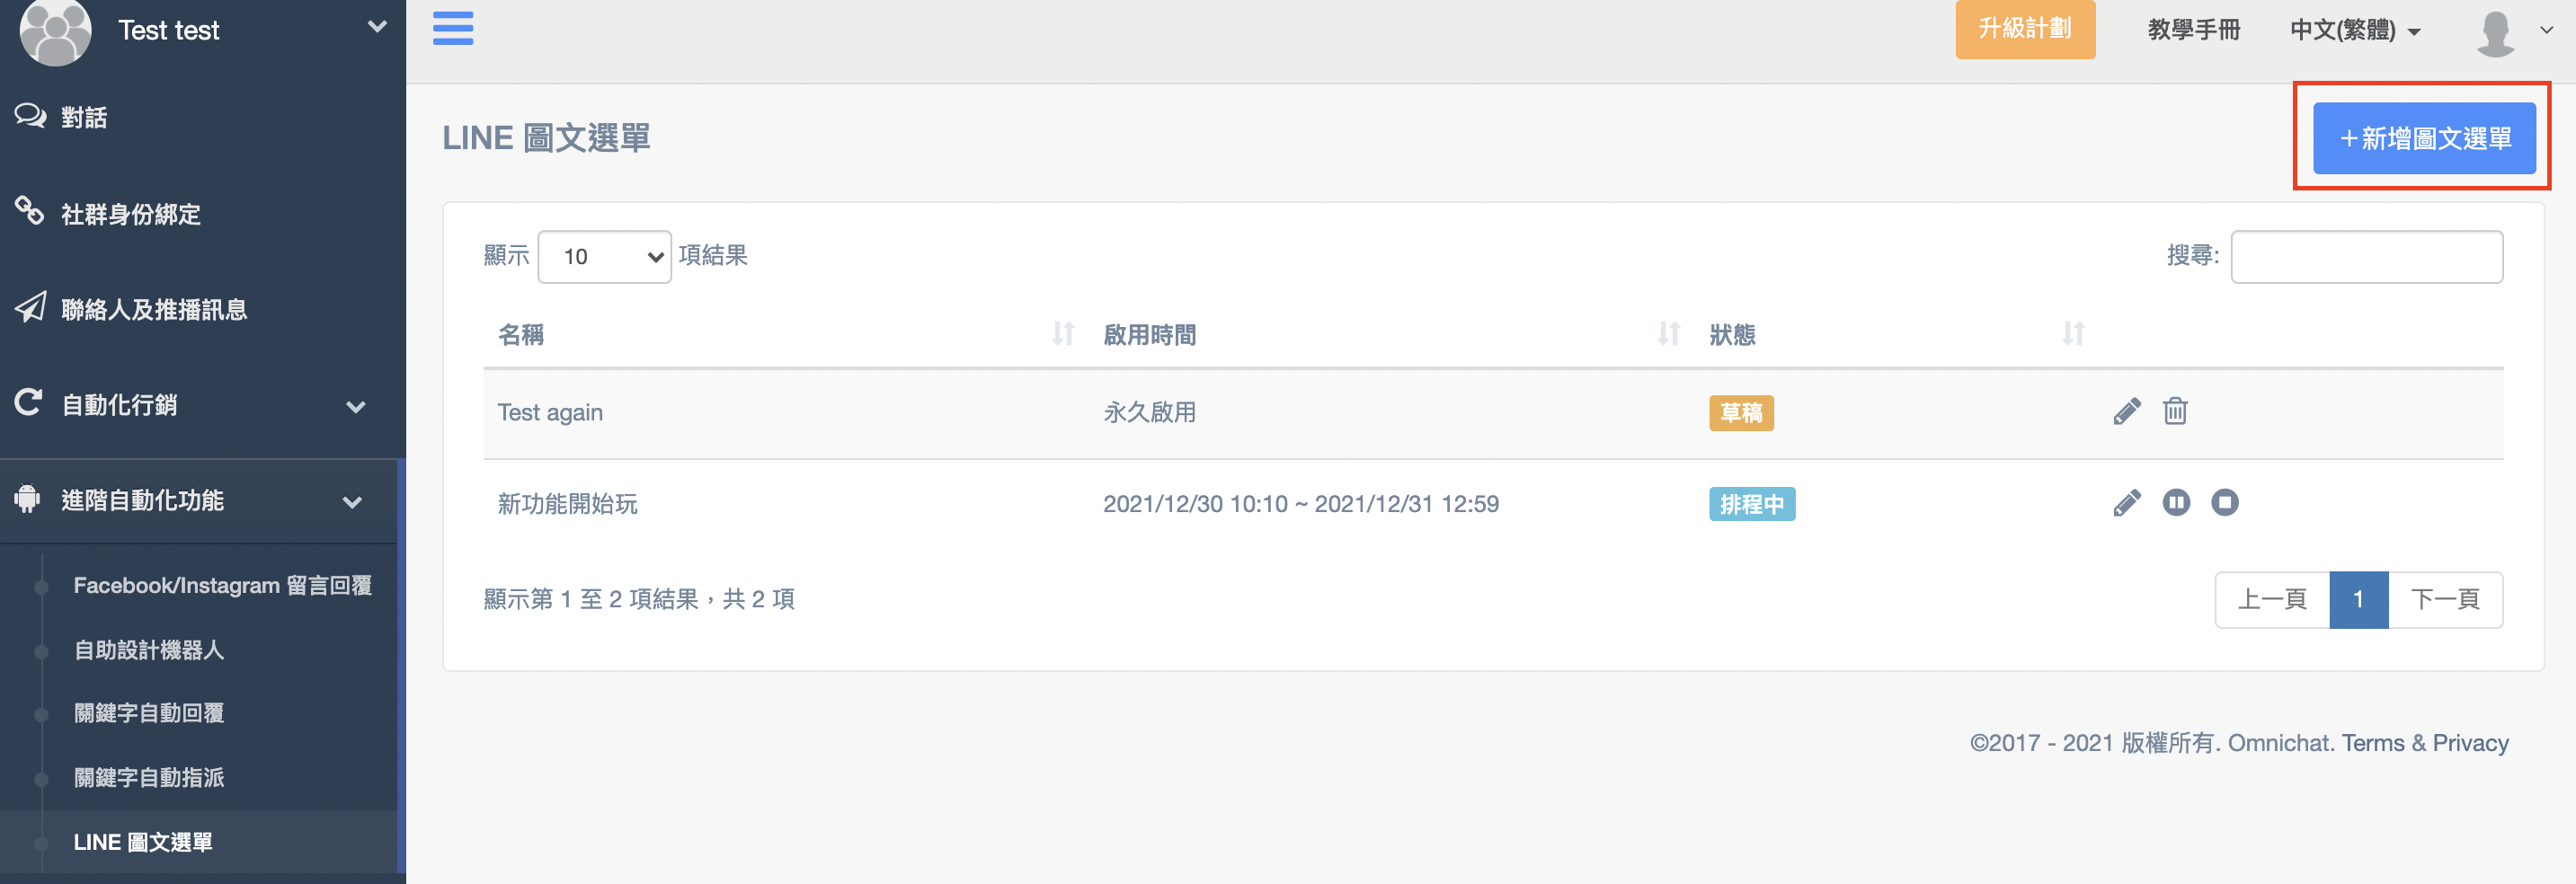 Test test
對話
社群身份綁定
聯絡人及推播訊息
自動化行銷
進階自動化功能
Facebook/Instagram 留言回覆
自助設計機器人
關鍵字自動回覆
關鍵字自動指派
LINE 圖文選單
升級計劃
教學手冊
中文(繁體)
LINE 圖文選單
+新增圖文選單
顯示 10 項結果
搜尋:
名稱 啟用時間 狀態
Test again 永久啟用 草稿
新功能開始玩 2021/12/30 10:10 ~ 2021/12/31 12:59 排程中
顯示第 1 至 2 項結果，共 2 項
上一頁 1 下一頁
©2017 - 2021 版權所有. Omnichat. Terms & Privacy